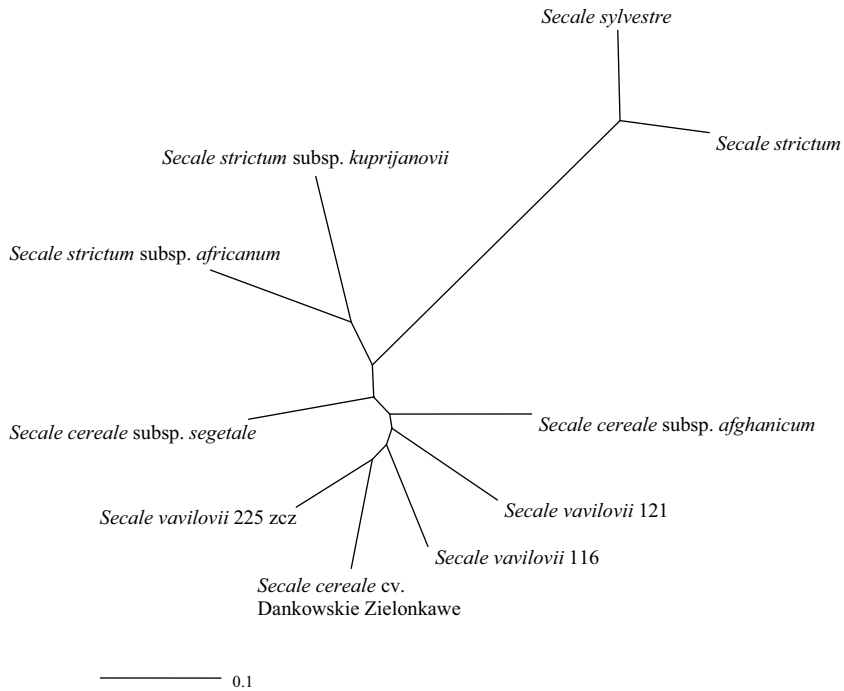 Secale sylvestre
Secale strictum
Secale strictum subsp. kuprijanovii
Secale strictum subsp. africanum
Secale cereale subsp. segetale
Secale cereale subsp. afghanicum
Secale vavilovii 225 zcz
Secale vavilovii 121
Secale vavilovii 116
Secale cereale cv.
Dankowskie Zielonkawe
0.1